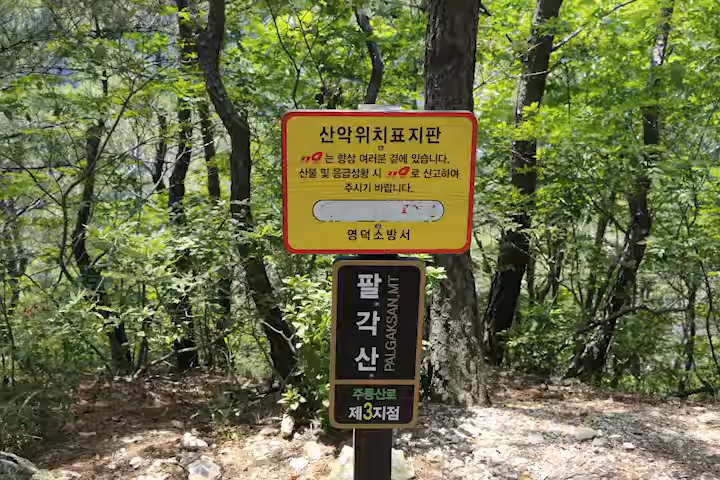 산악위치표지판
119는 항상 여러분 곁에 있습니다.
산불 및 응급상황 시 119로 신고하여
주시기 바랍니다.
영덕소방서
팔각산
PALGAKSAN.MT
주등산로
제3지점